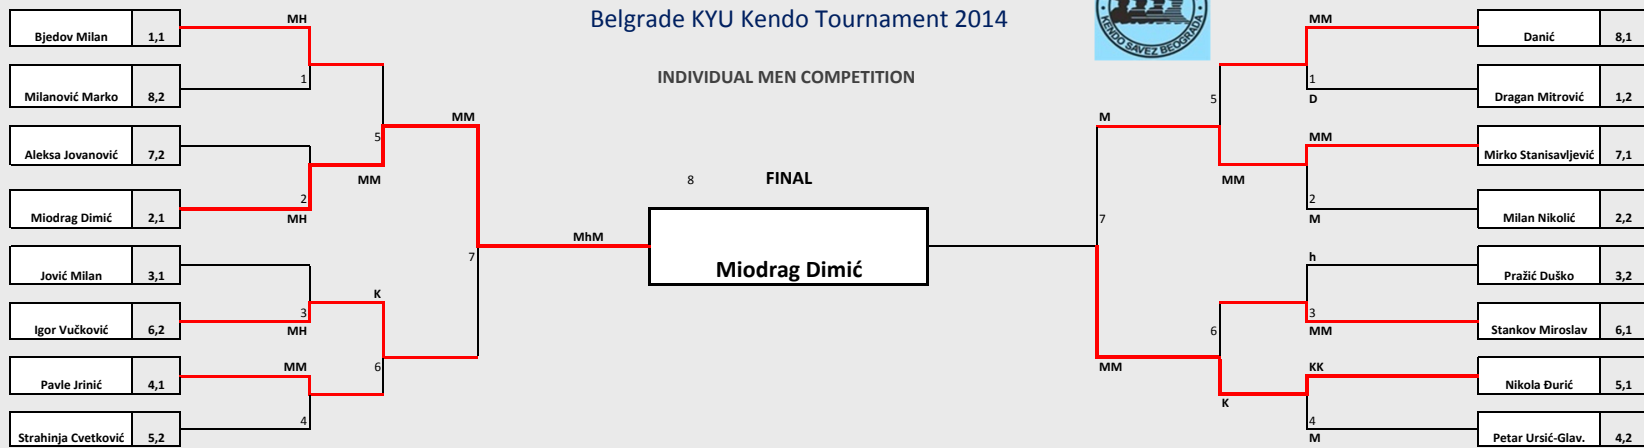 Belgrade KYU Kendo Tournament 2014
KENDO SAVEZ BEOGRADA
INDIVIDUAL MEN COMPETITION
Bjedov Milan 1,1
MH
1
Milanović Marko 8,2
MM
5
Aleksa Jovanović 7,2
MM
2
Miodrag Dimić 2,1
MH
Jović Milan 3,1
7
K
3
Igor Vučković 6,2
MH
MM
6
Pavle Jrinić 4,1
4
Strahinja Cvetković 5,2
8 FINAL
MhM
Miodrag Dimić
MM
Danić 8,1
1
D
Dragan Mitrović 1,2
5
M
MM
Mirko Stanisavljević 7,1
MM
2
M
Milan Nikolić 2,2
7
h
Pražić Duško 3,2
3
MM
Stankov Miroslav 6,1
6
MM
KK
Nikola Đurić 5,1
K
4
M
Petar Ursić-Glav. 4,2